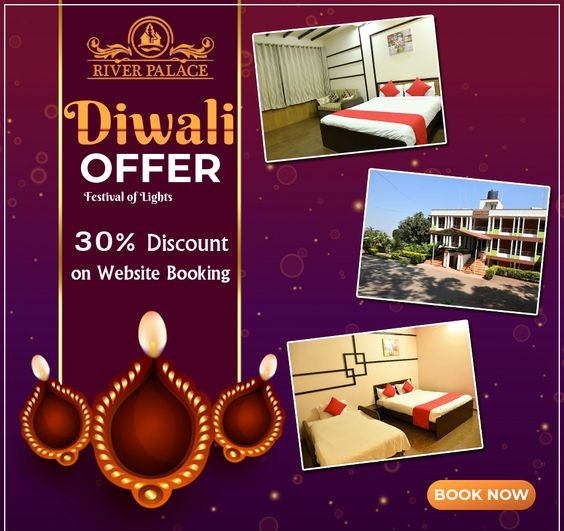 RIVER PALACE
Diwali
OFFER
Festival of Lights
30% Discount
on Website Booking
BOOK NOW